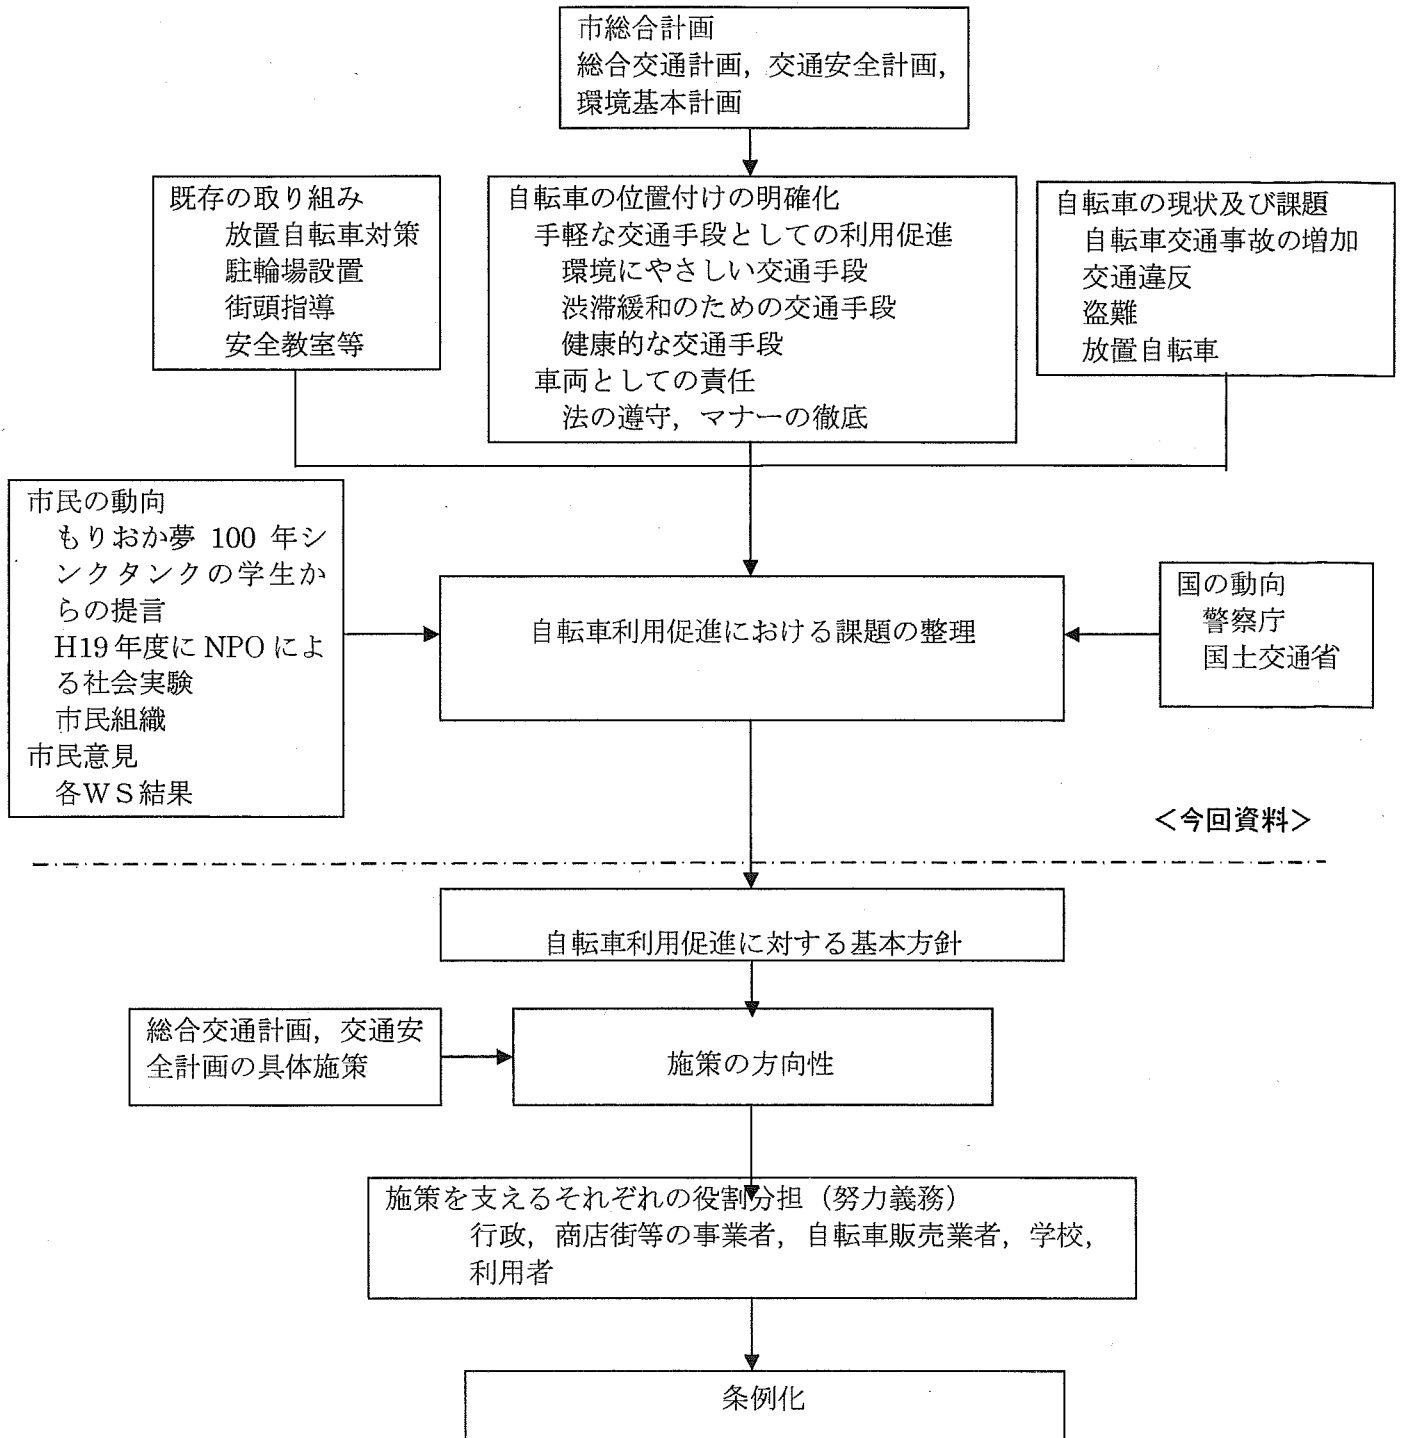 市総合計画
総合交通計画，交通安全計画，
環境基本計画
既存の取り組み
放置自転車対策
駐輪場設置
街頭指導
安全教室等
自転車の位置付けの明確化
手軽な交通手段としての利用促進
環境にやさしい交通手段
渋滞緩和のための交通手段
健康的な交通手段
車両としての責任
法の遵守，マナーの徹底
自転車の現状及び課題
自転車交通事故の増加
交通違反
盗難
放置自転車
市民の動向
もりおか夢 100 年シ
ンクタンクの学生か
らの提言
H19 年度に NPO によ
る社会実験
市民組織
市民意見
各ＷＳ結果
自転車利用促進における課題の整理
国の動向
警察庁
国土交通省
＜今回資料＞
自転車利用促進に対する基本方針
総合交通計画，交通安
全計画の具体施策
施策の方向性
施策を支えるそれぞれの役割分担（努力義務）
行政，商店街等の事業者，自転車販売業者，学校，
利用者
条例化